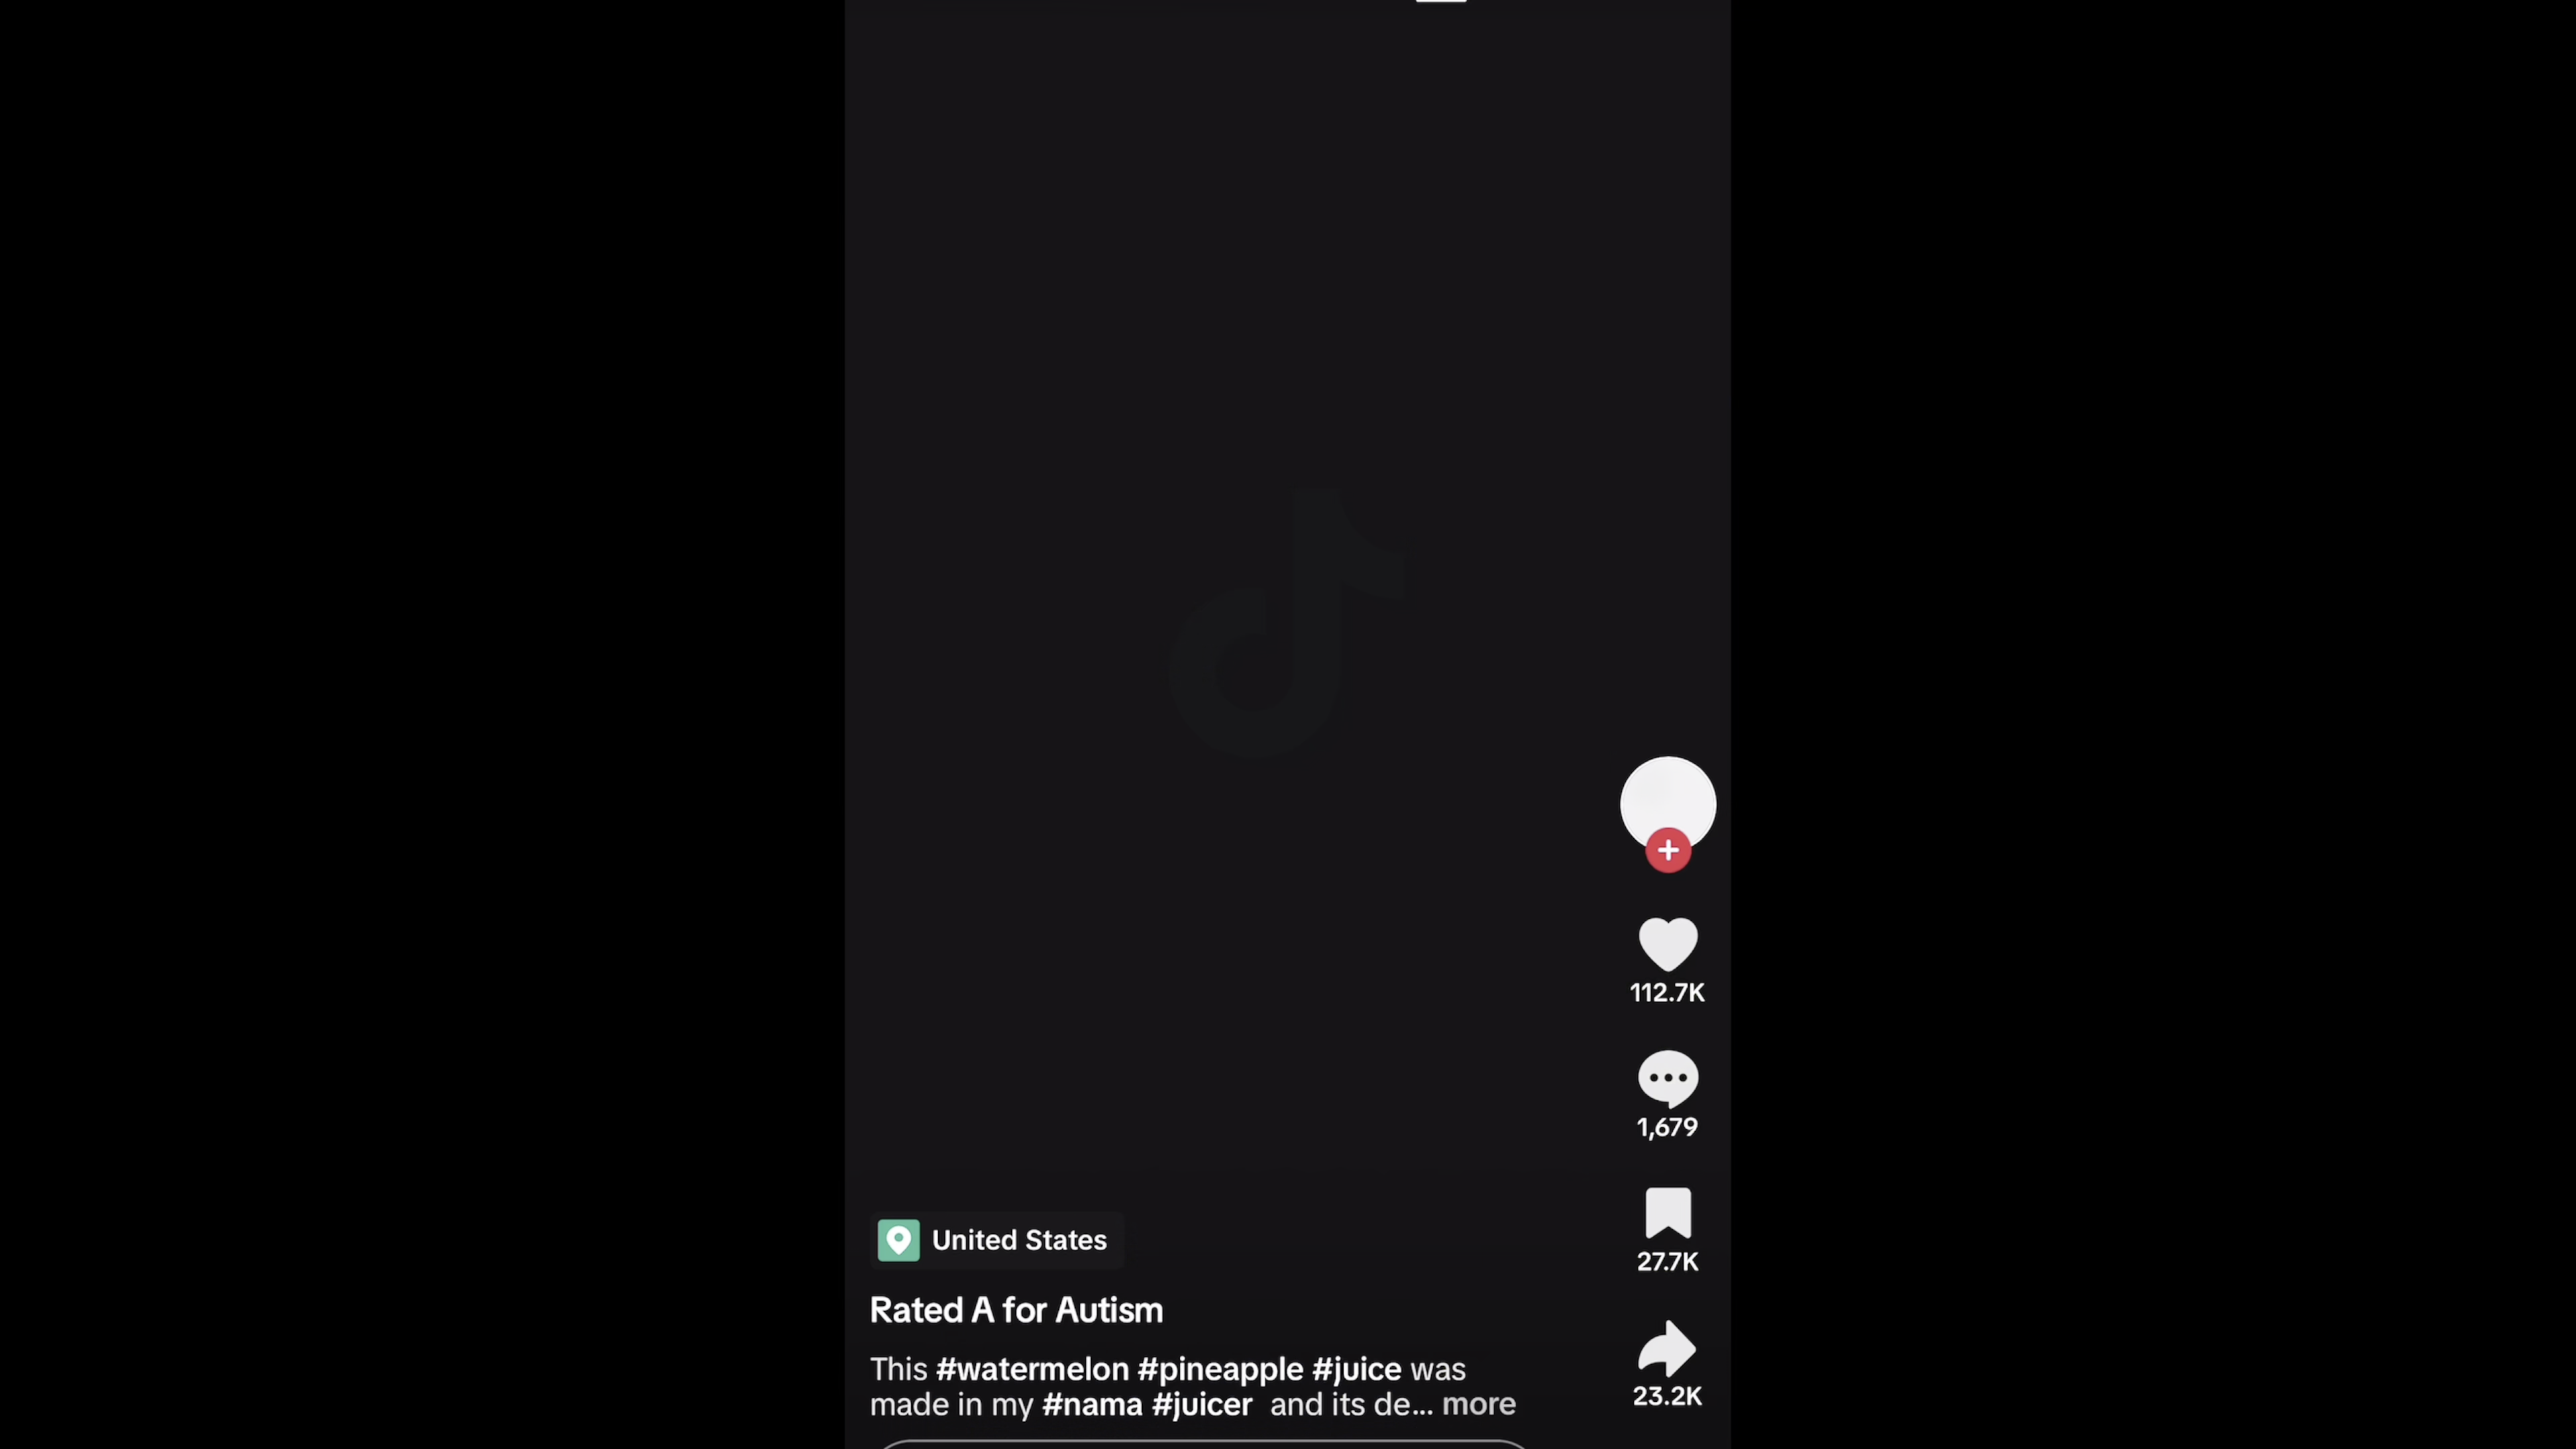 112.7K
1,679
27.7K
23.2K
United States
Rated A for Autism
This #watermelon #pineapple #juice was
made in my #nama #juicer and its de... more